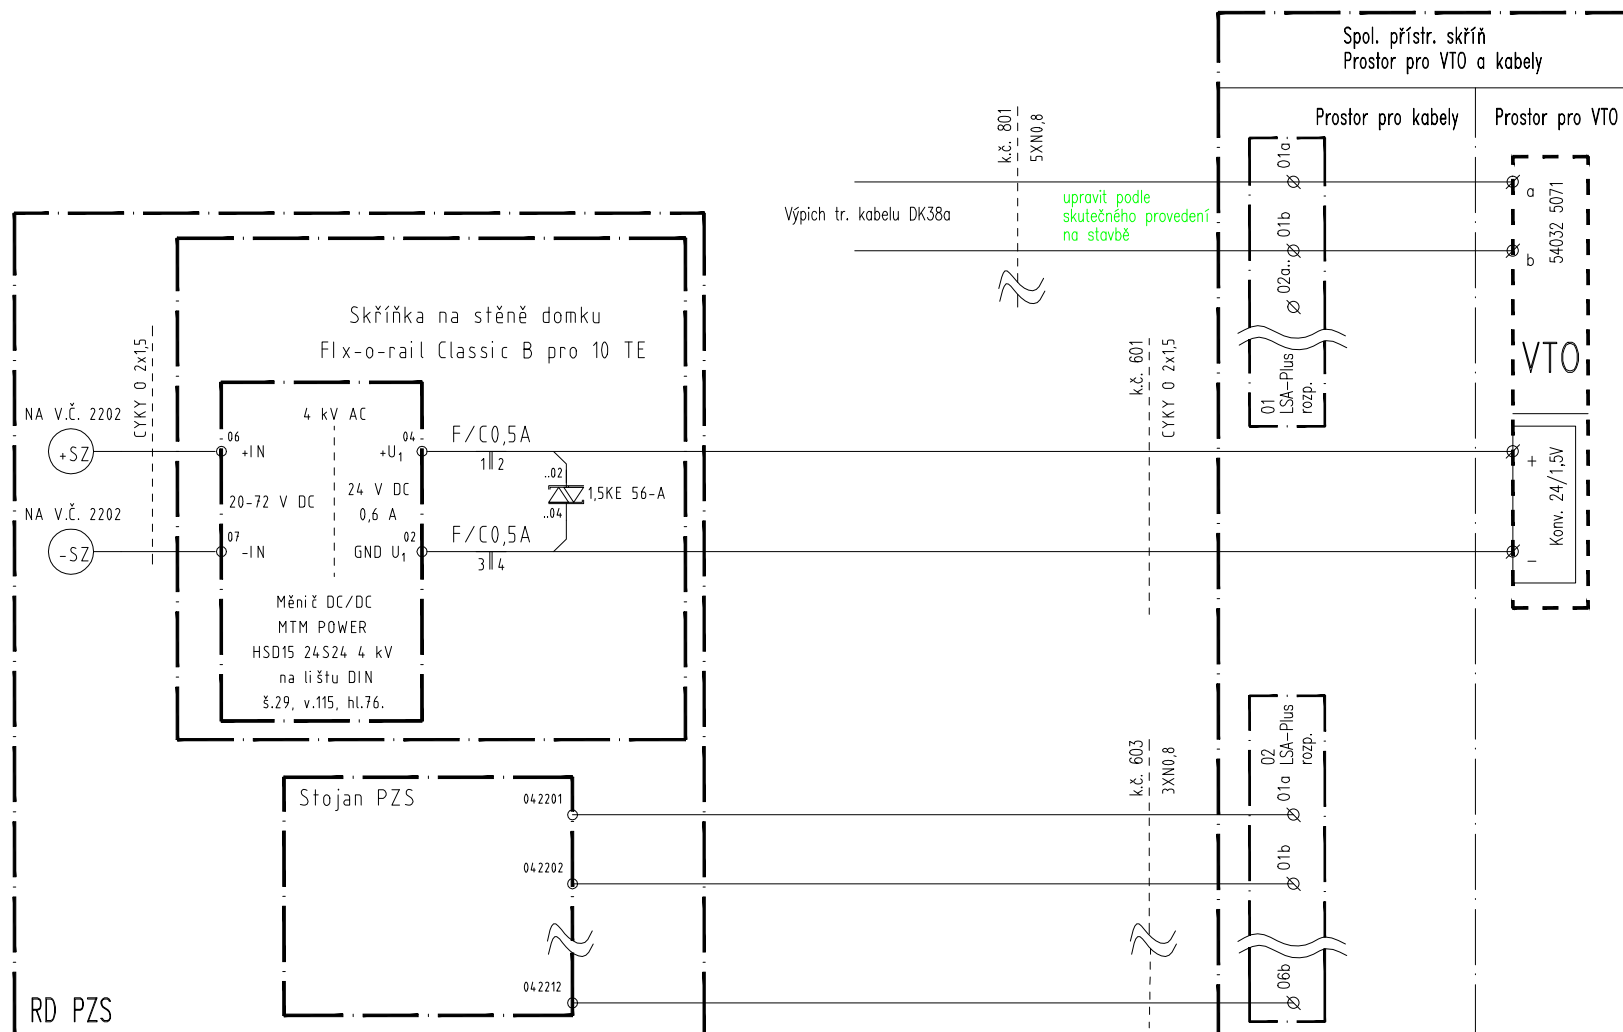 Spol. přístr. skříň
Prostor pro VTO a kabely
Prostor pro kabely
Prostor pro VTO
k.č. 801
5XN0,8
01a
a
54032 5071
upravit podle
skutečného provedení
na stavbě
Výpich tr. kabelu DK38a
01b
b
02a..
Skříňka na stěně domku
FIx-o-rail Classic B pro 10 TE
VTO
01
LSA-Plus
rozp.
k.č. 601
CYKY O 2x1,5
CYKY O 2x1,5
NA V.Č. 2202
+SZ
4 kV AC
06
+IN
04
+U1
F/C0,5A
1 2
+
Konv. 24/1,5V
-
20-72 V DC
24 V DC
0,6 A
..02
1,5KE 56-A
..04
NA V.Č. 2202
-SZ
07
-IN
02
GND U1
F/C0,5A
3 4
Měnič DC/DC
MTM POWER
HSD15 24S24 4 kV
na lištu DIN
š.29, v.115, hl.76.
k.č. 603
3XN0,8
02
LSA-Plus
rozp.
Stojan PZS
042201
01a
042202
01b
042212
06b
RD PZS